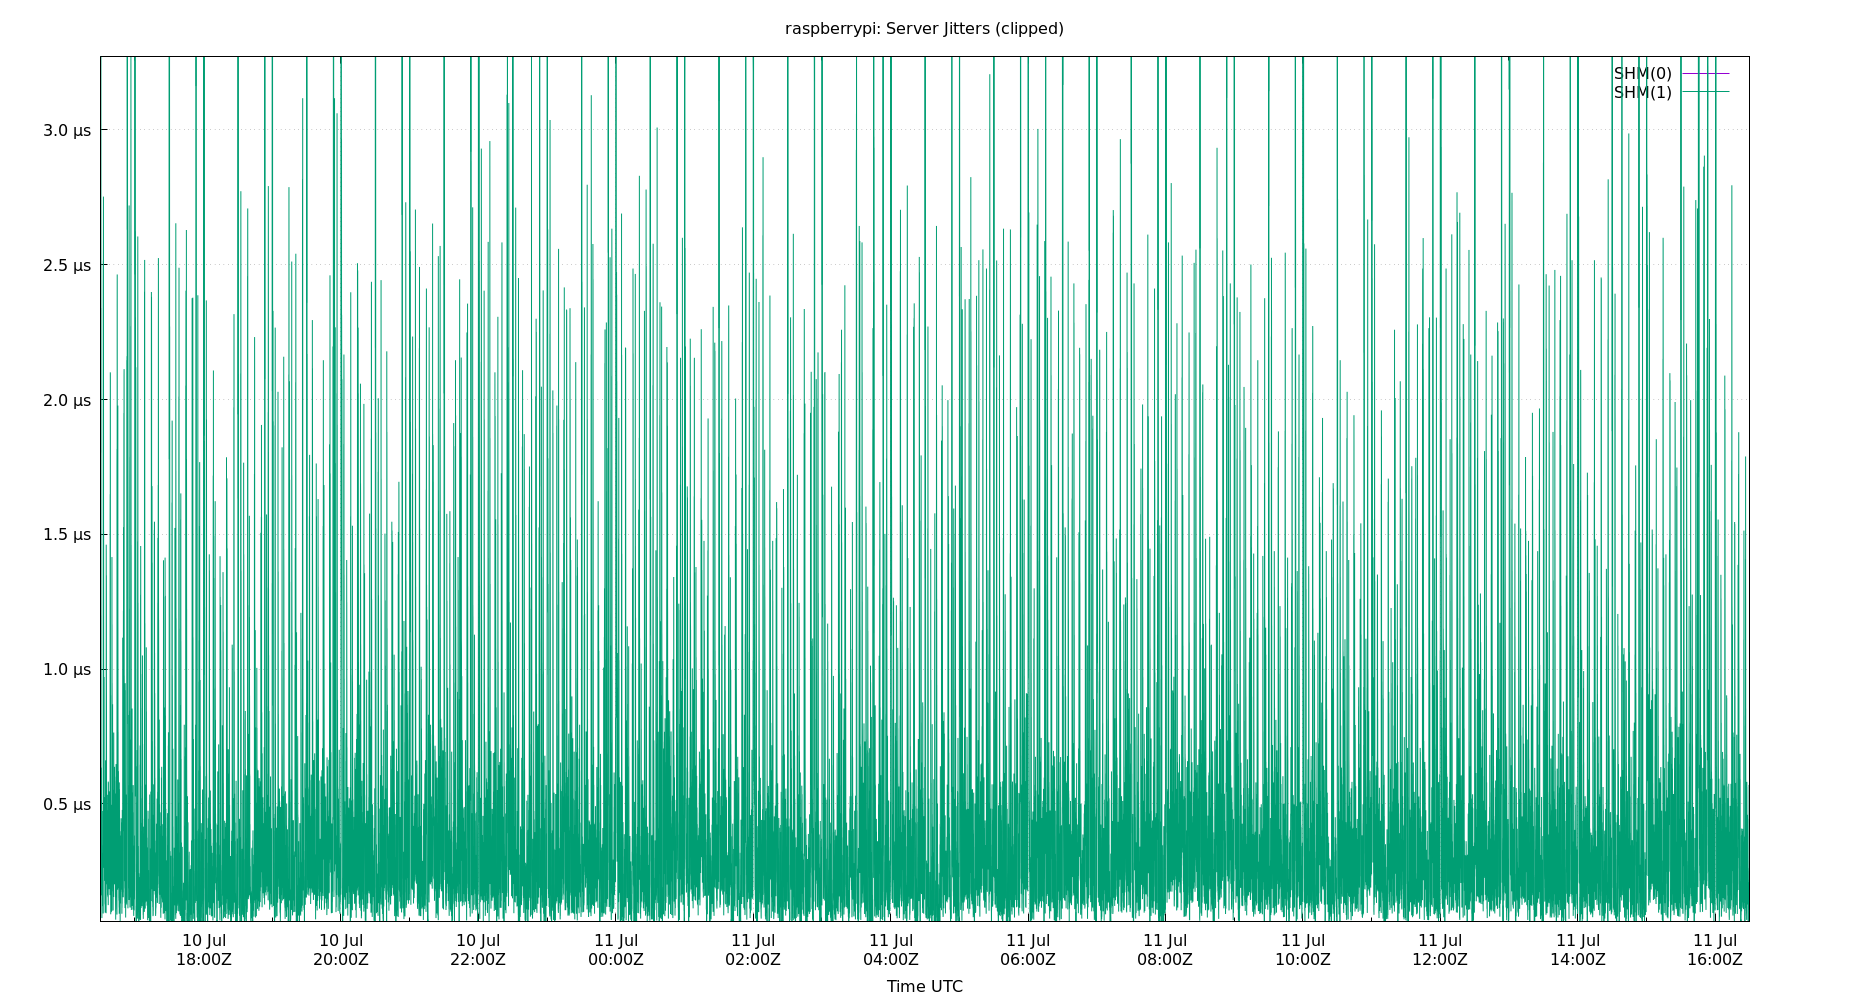 raspberrypi: Server Jitters (clipped)
SHM(0)
SHM(1)
3.0 µs
2.5 µs
2.0 µs
1.5 µs
1.0 µs
0.5 µs
10 Jul 10 Jul 10 Jul 11 Jul 11 Jul 11 Jul 11 Jul 11 Jul 11 Jul 11 Jul 11 Jul 11 Jul
18:00Z 20:00Z 22:00Z 00:00Z 02:00Z 04:00Z 06:00Z 08:00Z 10:00Z 12:00Z 14:00Z 16:00Z
Time UTC